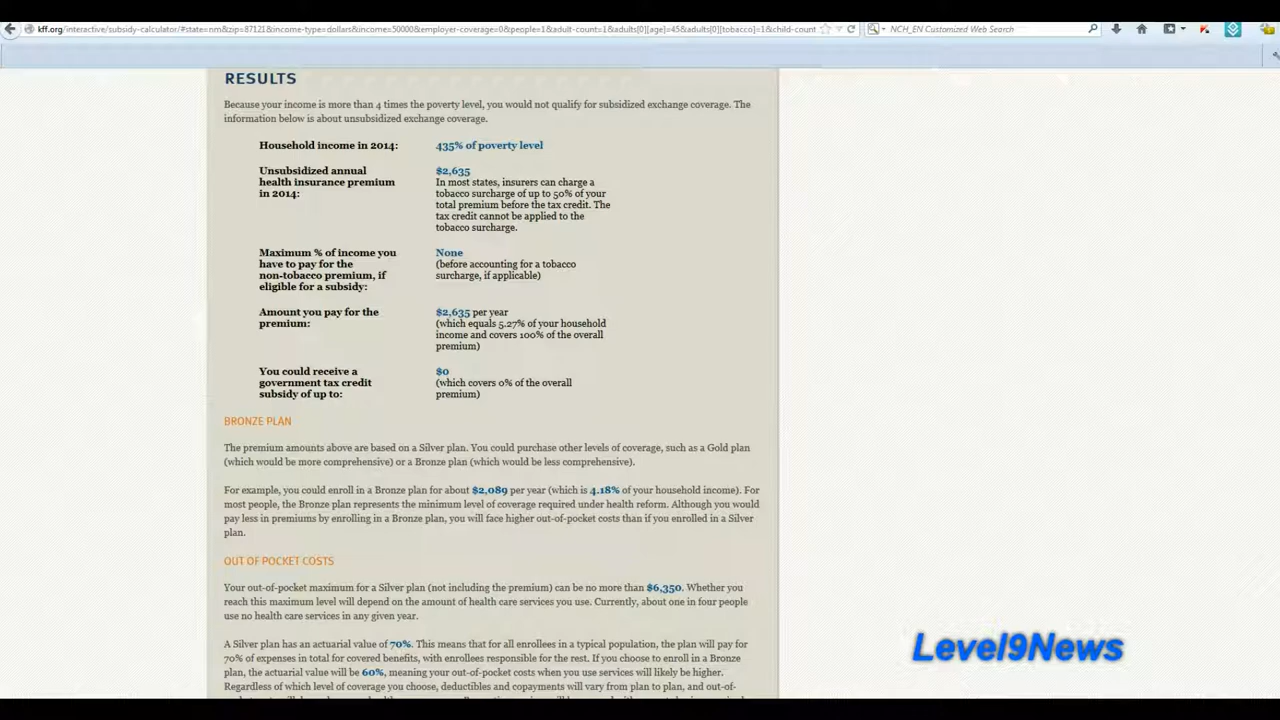 kff.org/interactive/subsidy-calculator/#state=nm&zip=87121&income-type=dollars&income=50000&employer-coverage=0&people=1&adult-count=1&adults[0][age]=45&adults[0][tobacco]=1&child-count
NCH_EN Customized Web Search
RESULTS
Because your income is more than 4 times the poverty level, you would not qualify for subsidized exchange coverage. The
information below is about unsubsidized exchange coverage.
Household income in 2014: 435% of poverty level
Unsubsidized annual $2,635
health insurance premium In most states, insurers can charge a
in 2014: tobacco surcharge of up to 50% of your
total premium before the tax credit. The
tax credit cannot be applied to the
tobacco surcharge.
Maximum % of income you None
have to pay for the (before accounting for a tobacco
non-tobacco premium, if surcharge, if applicable)
eligible for a subsidy:
Amount you pay for the $2,635 per year
premium: (which equals 5.27% of your household
income and covers 100% of the overall
premium)
You could receive a $0
government tax credit (which covers 0% of the overall
subsidy of up to: premium)
BRONZE PLAN
The premium amounts above are based on a Silver plan. You could purchase other levels of coverage, such as a Gold plan
(which would be more comprehensive) or a Bronze plan (which would be less comprehensive).
For example, you could enroll in a Bronze plan for about $2,089 per year (which is 4.18% of your household income). For
most people, the Bronze plan represents the minimum level of coverage required under health reform. Although you would
pay less in premiums by enrolling in a Bronze plan, you will face higher out-of-pocket costs than if you enrolled in a Silver
plan.
OUT OF POCKET COSTS
Your out-of-pocket maximum for a Silver plan (not including the premium) can be no more than $6,350. Whether you
reach this maximum level will depend on the amount of health care services you use. Currently, about one in four people
use no health care services in any given year.
A Silver plan has an actuarial value of 70%. This means that for all enrollees in a typical population, the plan will pay for
70% of expenses in total for covered benefits, with enrollees responsible for the rest. If you choose to enroll in a Bronze
plan, the actuarial value will be 60%, meaning your out-of-pocket costs when you use services will likely be higher.
Regardless of which level of coverage you choose, deductibles and copayments will vary from plan to plan, and out-of-
Level9News